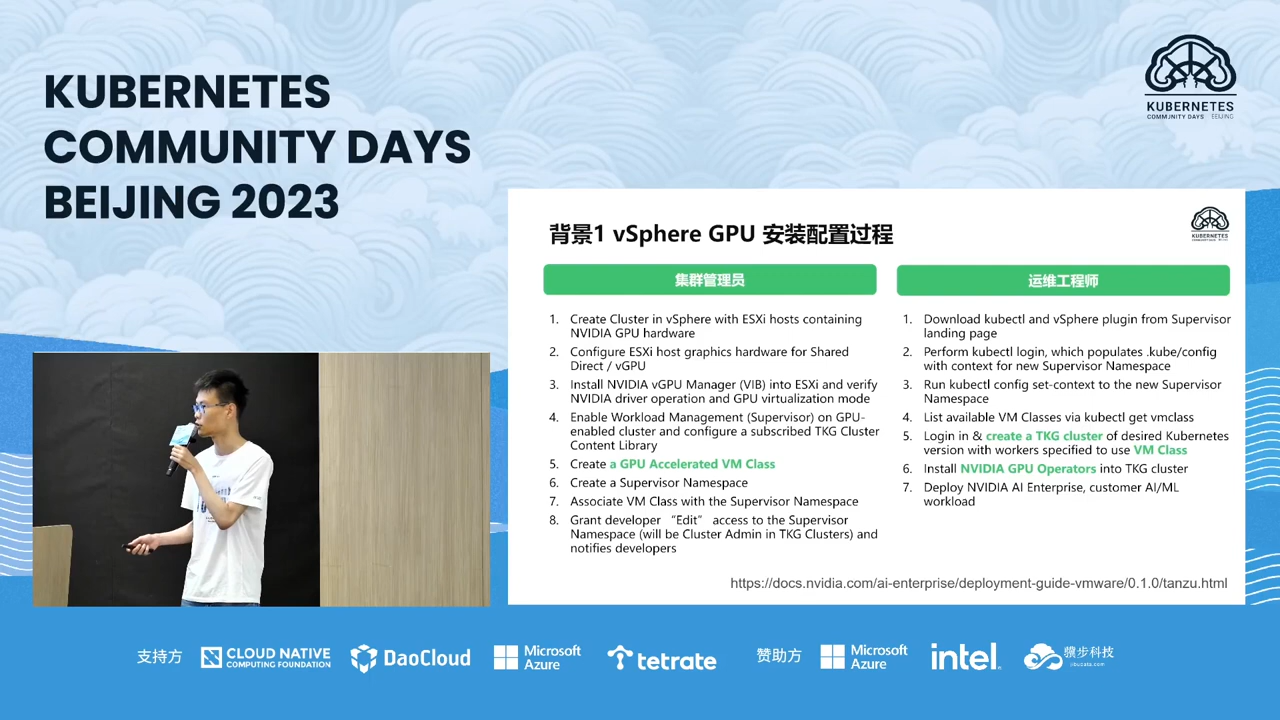 KUBERNETES
COMMUNITY DAYS
BEIJING 2023
KUBERNETES
COMMUNITY DAYS BEIJING
背景1 vSphere GPU 安装配置过程
KUBERNETES
集群管理员
1. Create Cluster in vSphere with ESXi hosts containing
NVIDIA GPU hardware
2. Configure ESXi host graphics hardware for Shared
Direct / vGPU
3. Install NVIDIA vGPU Manager (VIB) into ESXi and verify
NVIDIA driver operation and GPU virtualization mode
4. Enable Workload Management (Supervisor) on GPU-
enabled cluster and configure a subscribed TKG Cluster
Content Library
5. Create a GPU Accelerated VM Class
6. Create a Supervisor Namespace
7. Associate VM Class with the Supervisor Namespace
8. Grant developer “Edit” access to the Supervisor
Namespace (will be Cluster Admin in TKG Clusters) and
notifies developers
运维工程师
1. Download kubectl and vSphere plugin from Supervisor
landing page
2. Perform kubectl login, which populates .kube/config
with context for new Supervisor Namespace
3. Run kubectl config set-context to the new Supervisor
Namespace
4. List available VM Classes via kubectl get vmclass
5. Login in & create a TKG cluster of desired Kubernetes
version with workers specified to use VM Class
6. Install NVIDIA GPU Operators into TKG cluster
7. Deploy NVIDIA AI Enterprise, customer AI/ML
workload
https://docs.nvidia.com/ai-enterprise/deployment-guide-vmware/0.1.0/tanzu.html
支持方
CLOUD NATIVE
COMPUTING FOUNDATION
DaoCloud
Microsoft
Azure
tetrate
赞助方
Microsoft
Azure
intel.
骥步科技
jibudata.com